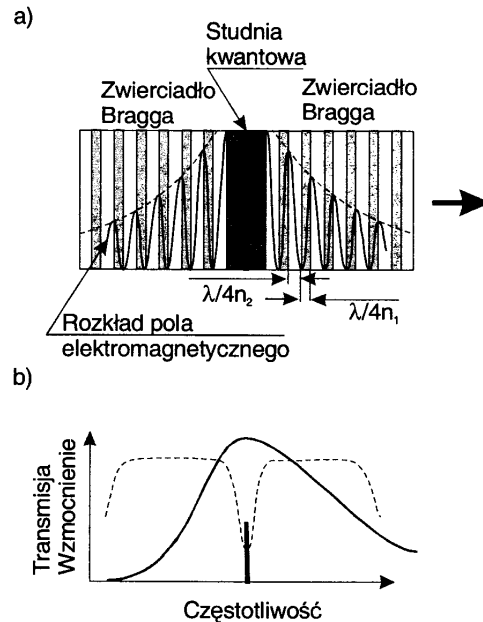 a)
Studnia
kwantowa
Zwierciadło
Bragga
Zwierciadło
Bragga
λ/4n₂
λ/4n₁
Rozkład pola
elektromagnetycznego
b)
Transmisja
Wzmocnienie
Częstotliwość